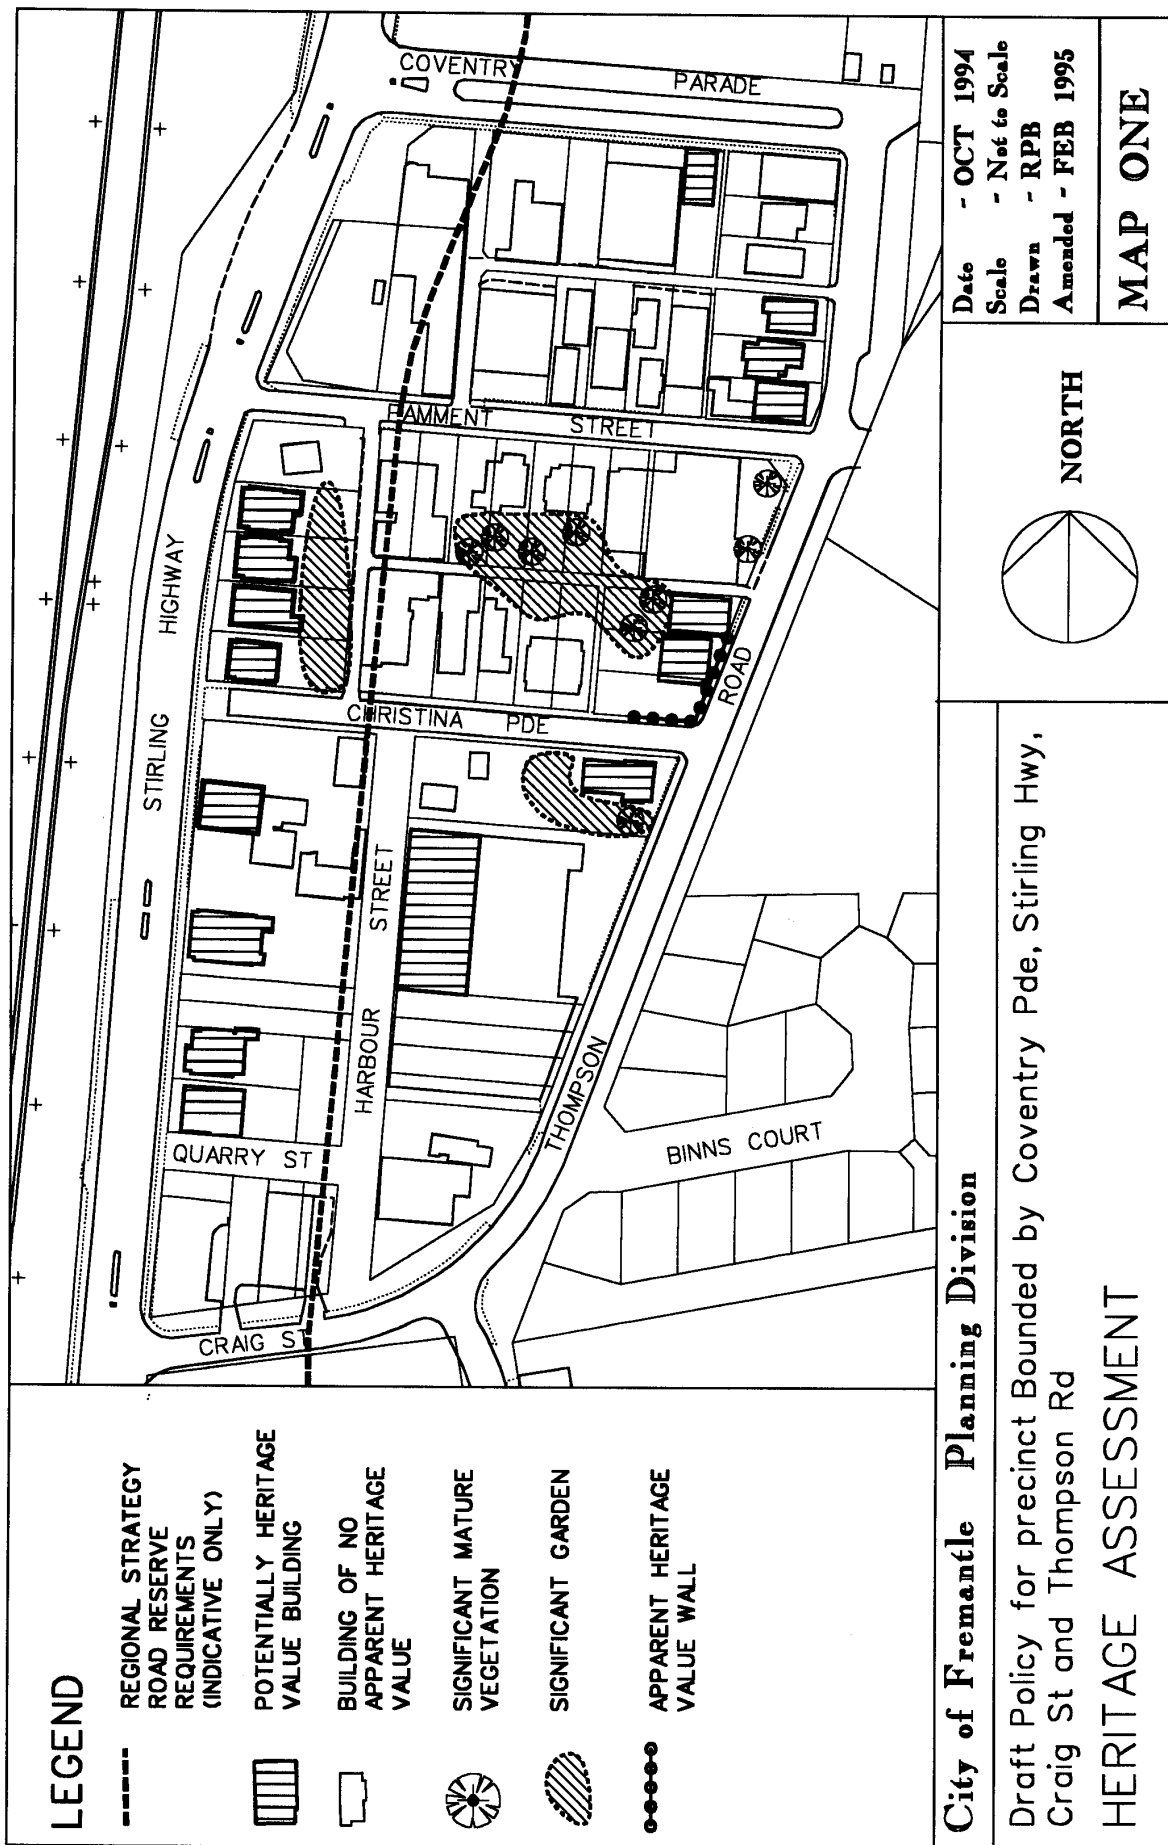 LEGEND
REGIONAL STRATEGY
ROAD RESERVE
REQUIREMENTS
(INDICATIVE ONLY)
POTENTIALLY HERITAGE
VALUE BUILDING
BUILDING OF NO
APPARENT HERITAGE
VALUE
SIGNIFICANT MATURE
VEGETATION
SIGNIFICANT GARDEN
APPARENT HERITAGE
VALUE WALL
STIRLING HIGHWAY
COVENTRY PARADE
BAMMENT STREET
CHRISTINA PDE
HARBOUR STREET
QUARRY ST
CRAIG ST
THOMPSON ROAD
BINNS COURT
City of Fremantle Planning Division
Draft Policy for precinct Bounded by Coventry Pde, Stirling Hwy,
Craig St and Thompson Rd
HERITAGE ASSESSMENT
NORTH
Date - OCT 1994
Scale - Not to Scale
Drawn - RPB
Amended - FEB 1995
MAP ONE